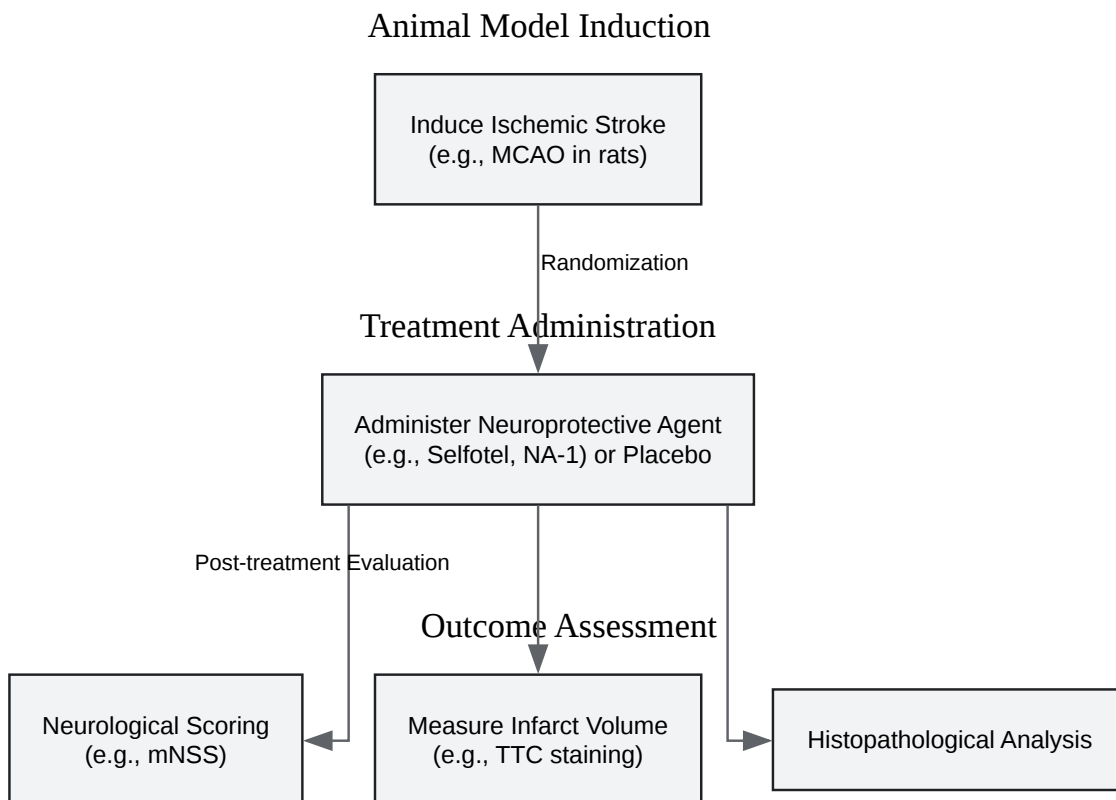 Animal Model Induction
Induce Ischemic Stroke
(e.g., MCAO in rats)
Randomization
Treatment Administration
Administer Neuroprotective Agent
(e.g., Selfotel, NA-1) or Placebo
Post-treatment Evaluation
Outcome Assessment
Neurological Scoring
(e.g., mNSS)
Measure Infarct Volume
(e.g., TTC staining)
Histopathological Analysis